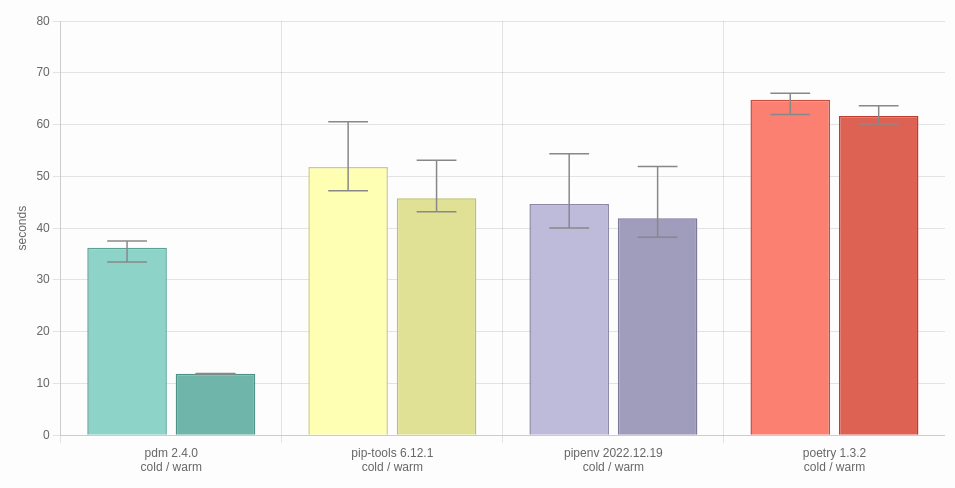 80
70
60
50
40
30
20
10
0
seconds
pdm 2.4.0
cold / warm
pip-tools 6.12.1
cold / warm
pipenv 2022.12.19
cold / warm
poetry 1.3.2
cold / warm